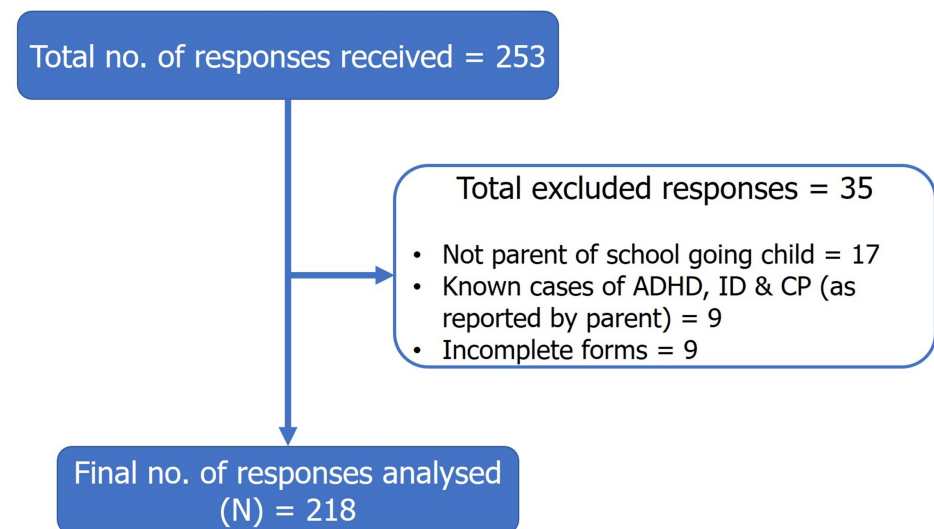 Total no. of responses received = 253
Total excluded responses = 35
• Not parent of school going child = 17
• Known cases of ADHD, ID & CP (as
reported by parent) = 9
• Incomplete forms = 9
Final no. of responses analysed
(N) = 218